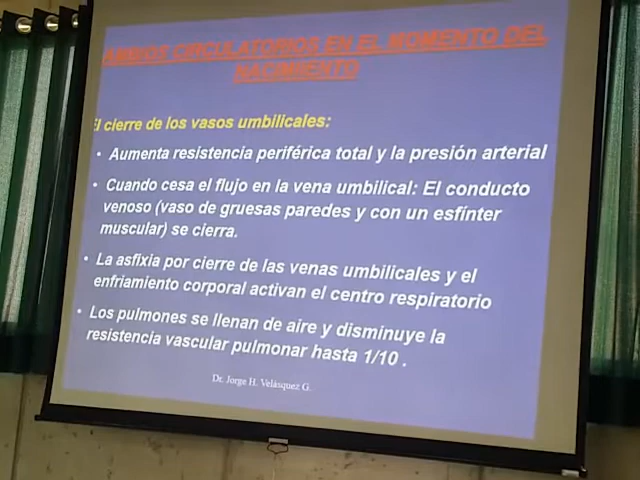 AMBIOS CIRCULATORIOS EN EL MOMENTO DEL
NACIMIENTO
El cierre de los vasos umbilicales:
• Aumenta resistencia periférica total y la presión arterial
• Cuando cesa el flujo en la vena umbilical: El conducto
venoso (vaso de gruesas paredes y con un esfínter
muscular) se cierra.
• La asfixia por cierre de las venas umbilicales y el
enfriamiento corporal activan el centro respiratorio
• Los pulmones se llenan de aire y disminuye la
resistencia vascular pulmonar hasta 1/10 .
Dr. Jorge H. Velásquez G.